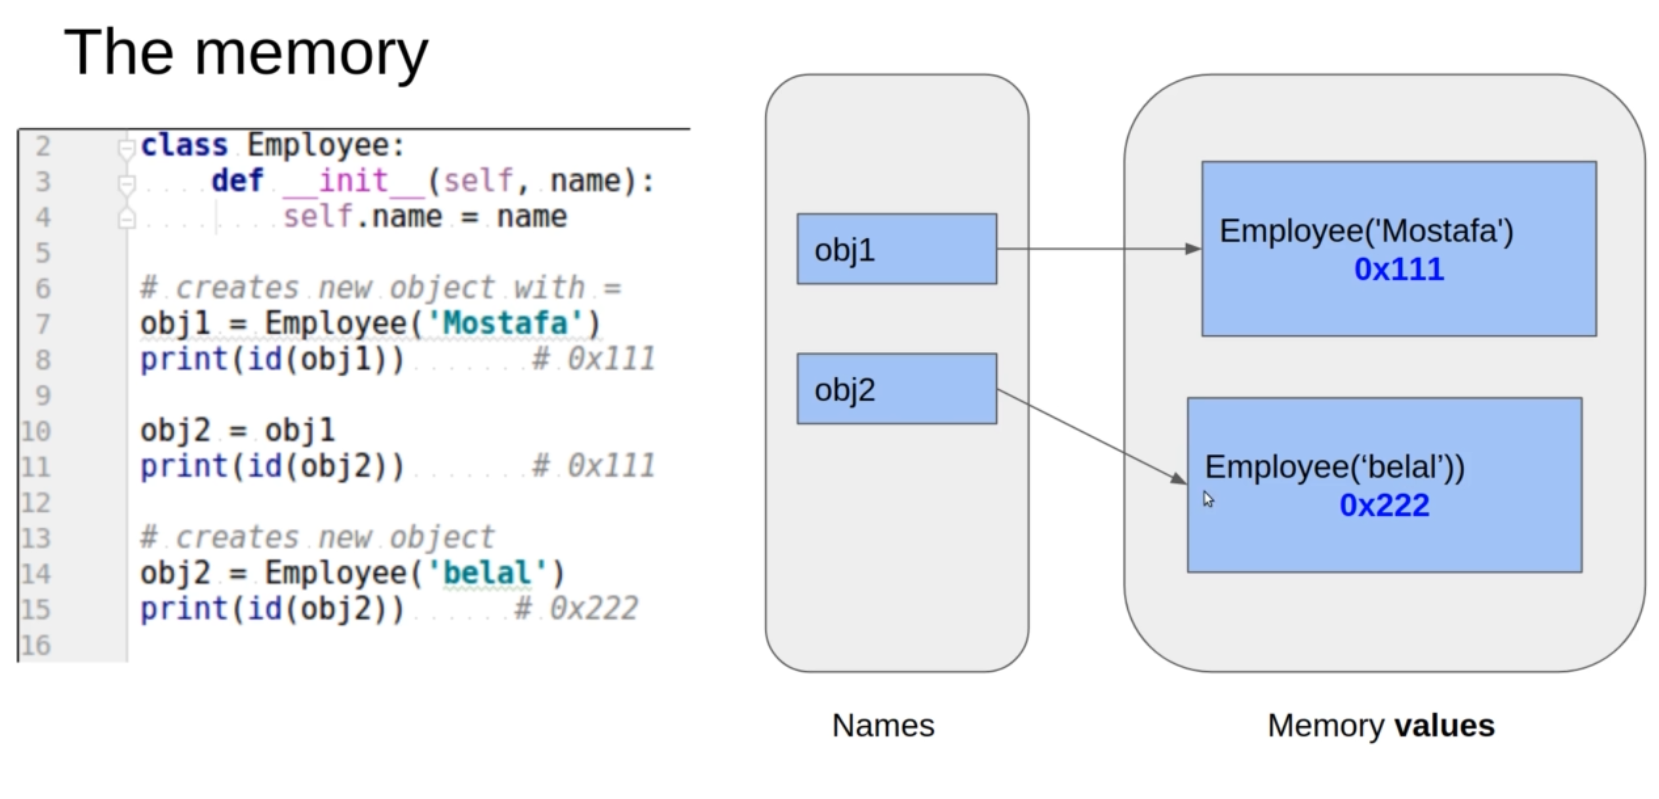 The memory
2 class Employee:
3     def __init__(self, name):
4         self.name = name
5
6 # creates new object with =
7 obj1 = Employee('Mostafa')
8 print(id(obj1))       # 0x111
9
10 obj2 = obj1
11 print(id(obj2))       # 0x111
12
13 # creates new object
14 obj2 = Employee('belal')
15 print(id(obj2))      # 0x222
16
obj1
obj2
Names
Employee('Mostafa')
0x111
Employee(‘belal’))
0x222
Memory values